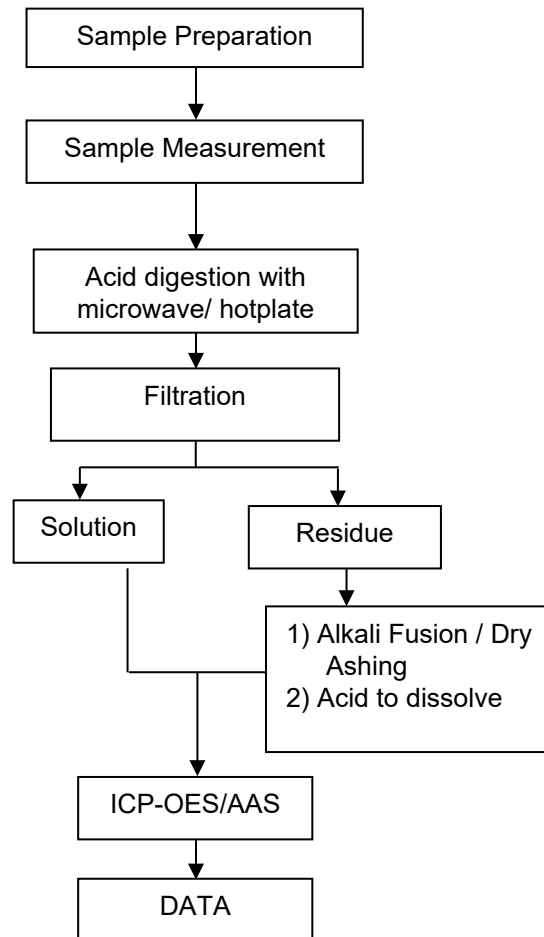 Sample Preparation
Sample Measurement
Acid digestion with
microwave/ hotplate
Filtration
Solution
Residue
1) Alkali Fusion / Dry
Ashing
2) Acid to dissolve
ICP-OES/AAS
DATA